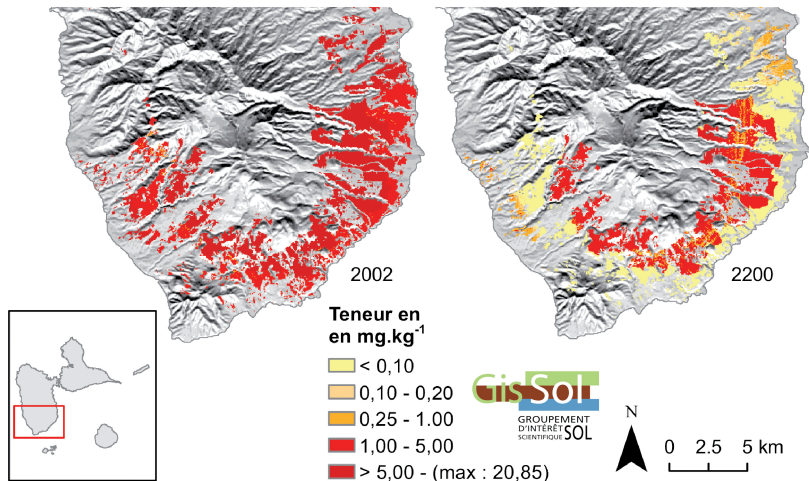 2002
2200
Teneur en
en mg.kg-1
< 0,10
0,10 - 0,20
0,25 - 1.00
1,00 - 5,00
> 5,00 - (max : 20,85)
GisSol
GROUPEMENT
D'INTÉRÊT
SCIENTIFIQUE SOL
N
0 2.5 5 km